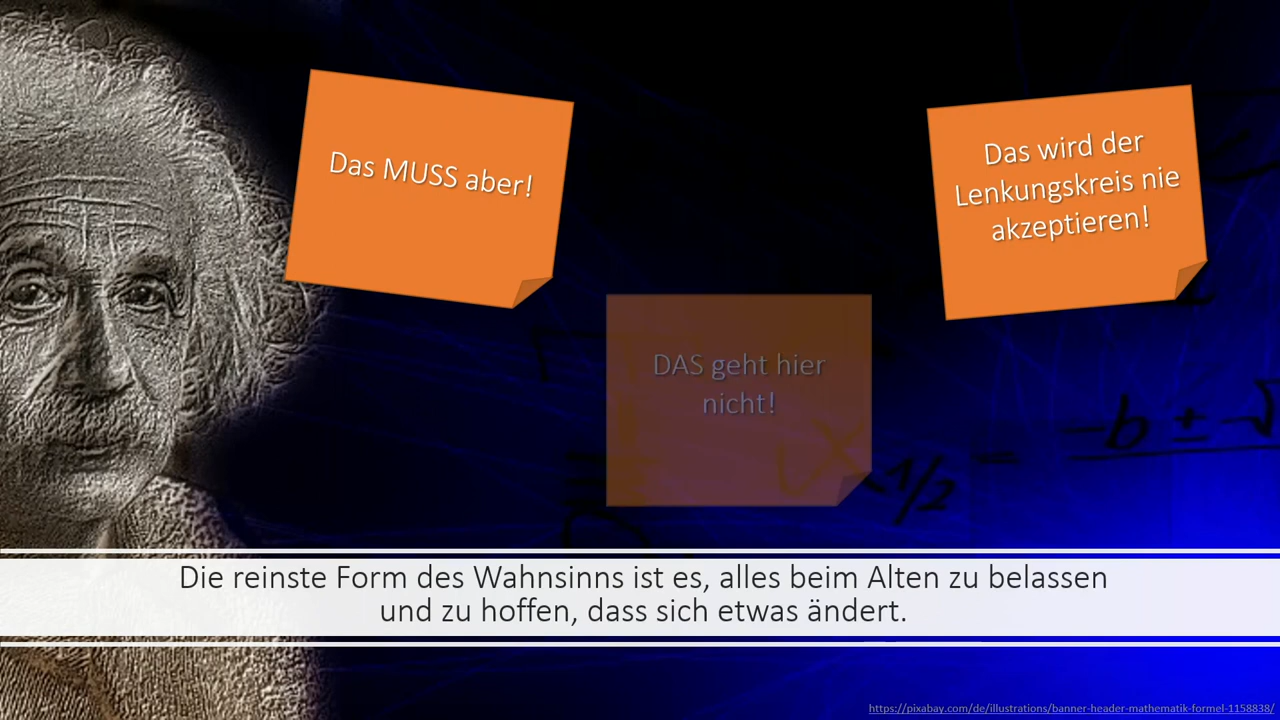 Das MUSS aber!
Das wird der
Lenkungskreis nie
akzeptieren!
DAS geht hier
nicht!
x1/2 = -b ± √
Die reinste Form des Wahnsinns ist es, alles beim Alten zu belassen
und zu hoffen, dass sich etwas ändert.
https://pixabay.com/de/illustrations/banner-header-mathematik-formel-1158838/